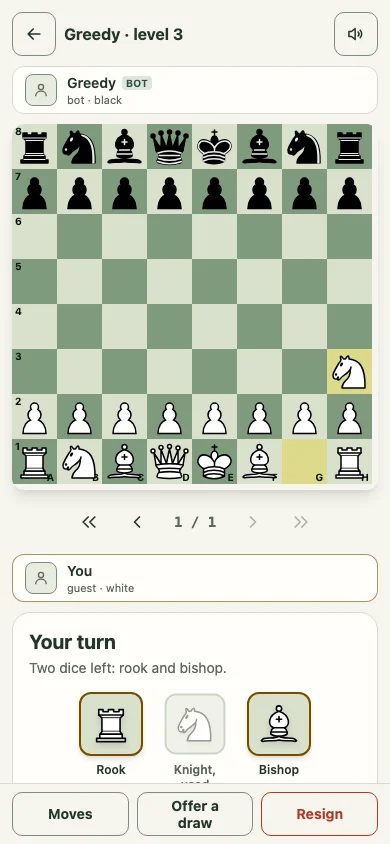 Greedy · level 3
Greedy BOT
bot · black
8
7
6
5
4
3
2
1
A B C D E F G H
1 / 1
You
guest · white
Your turn
Two dice left: rook and bishop.
Rook
Knight,
used
Bishop
Moves
Offer a
draw
Resign